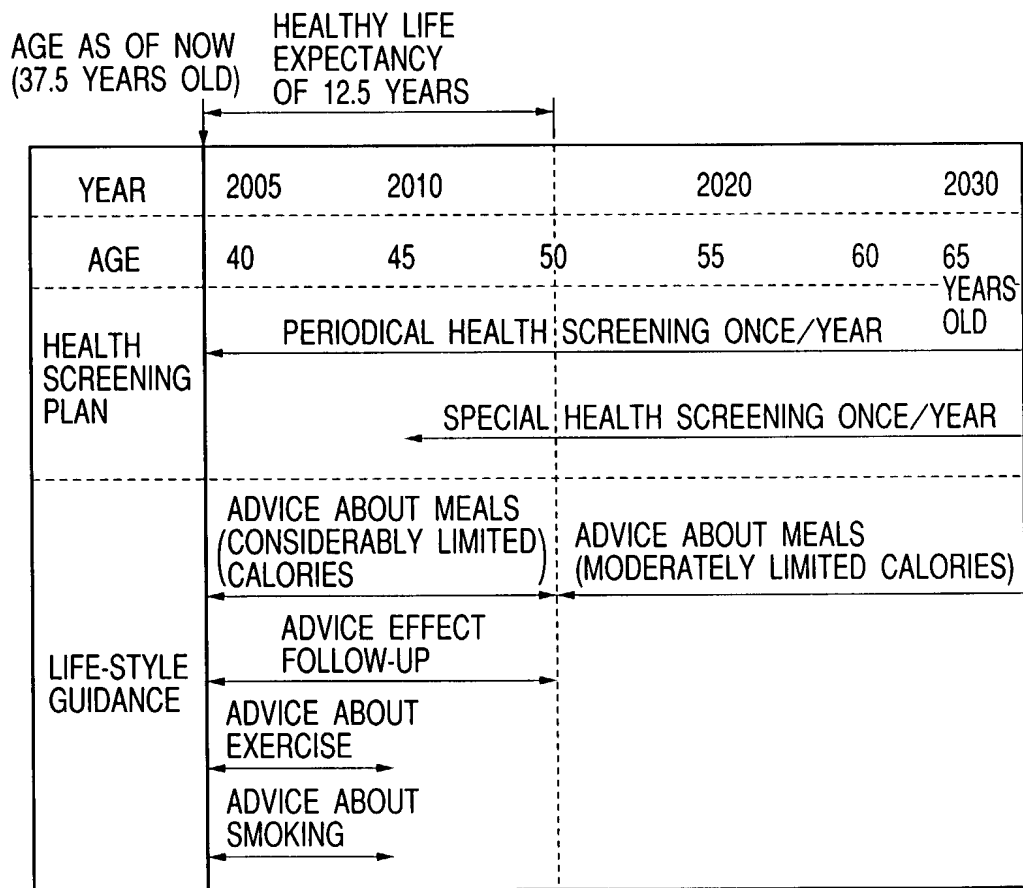 AGE AS OF NOW
(37.5 YEARS OLD)
HEALTHY LIFE
EXPECTANCY
OF 12.5 YEARS
YEAR 2005 2010 2020 2030
AGE 40 45 50 55 60 65
YEARS
OLD
HEALTH
SCREENING
PLAN
PERIODICAL HEALTH SCREENING ONCE/YEAR
SPECIAL HEALTH SCREENING ONCE/YEAR
LIFE-STYLE
GUIDANCE
ADVICE ABOUT MEALS
(CONSIDERABLY LIMITED)
CALORIES
ADVICE ABOUT MEALS
(MODERATELY LIMITED CALORIES)
ADVICE EFFECT
FOLLOW-UP
ADVICE ABOUT
EXERCISE
ADVICE ABOUT
SMOKING